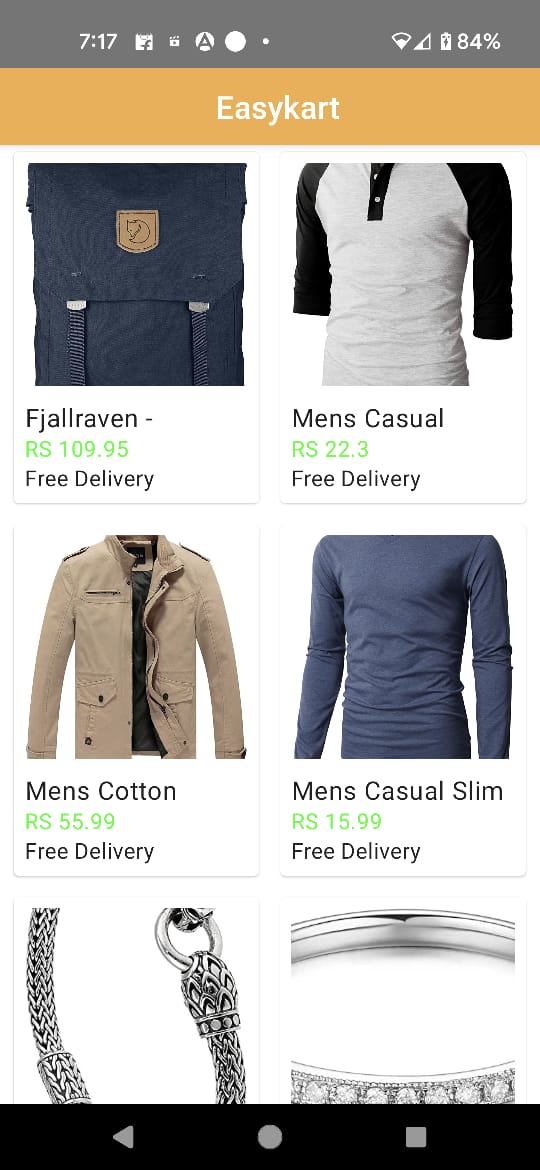 7:17
84%
Easykart
Fjallraven -
RS 109.95
Free Delivery
Mens Casual
RS 22.3
Free Delivery
Mens Cotton
RS 55.99
Free Delivery
Mens Casual Slim
RS 15.99
Free Delivery